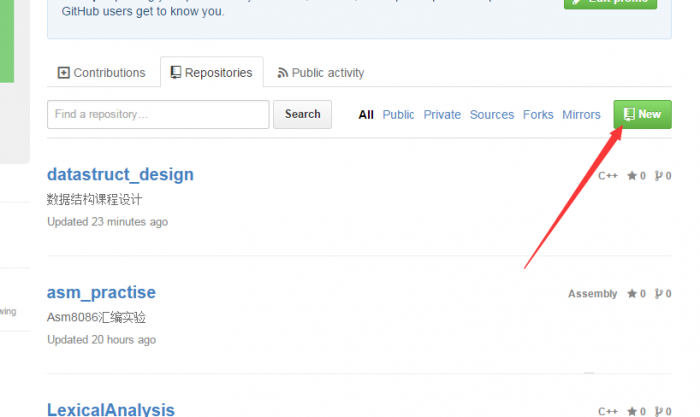 GitHub users get to know you.
Edit profile
Contributions
Repositories
Public activity
Find a repository...
Search
All
Public
Private
Sources
Forks
Mirrors
New
datastruct_design
C++
0
0
数据结构课程设计
Updated 23 minutes ago
asm_practise
Assembly
0
0
Asm8086汇编实验
Updated 20 hours ago
LexicalAnalysis
C++
0
0